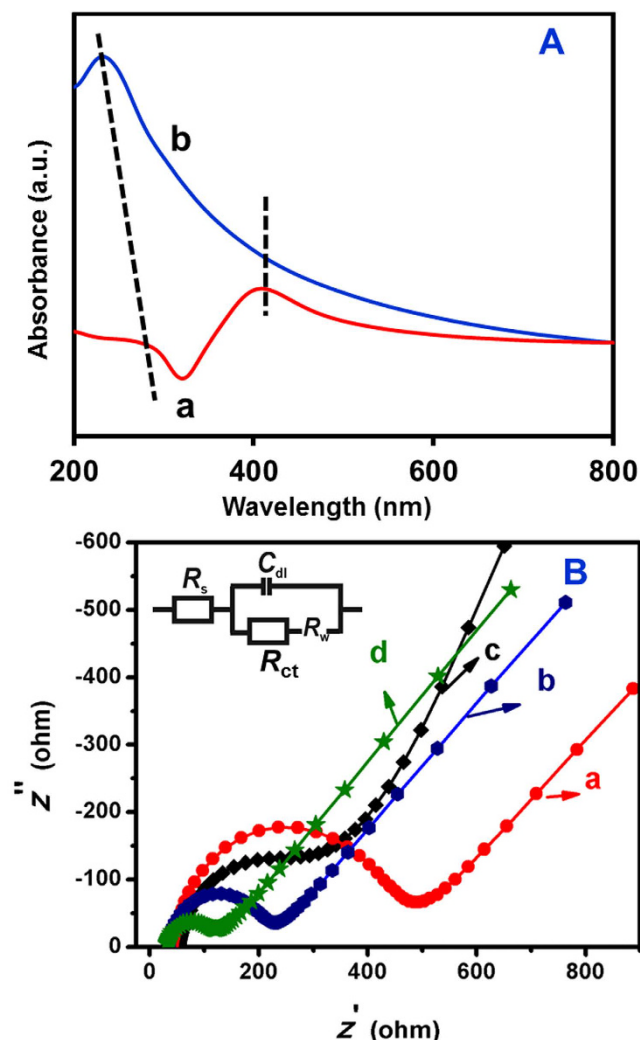 A
b
a
Absorbance (a.u.)
200 400 600 800
Wavelength (nm)
B
-600
-500
-400
-300
-200
-100
0
Rs
Cdl
Rct
Rw
d
c
b
a
Z" (ohm)
0 200 400 600 800
Z' (ohm)